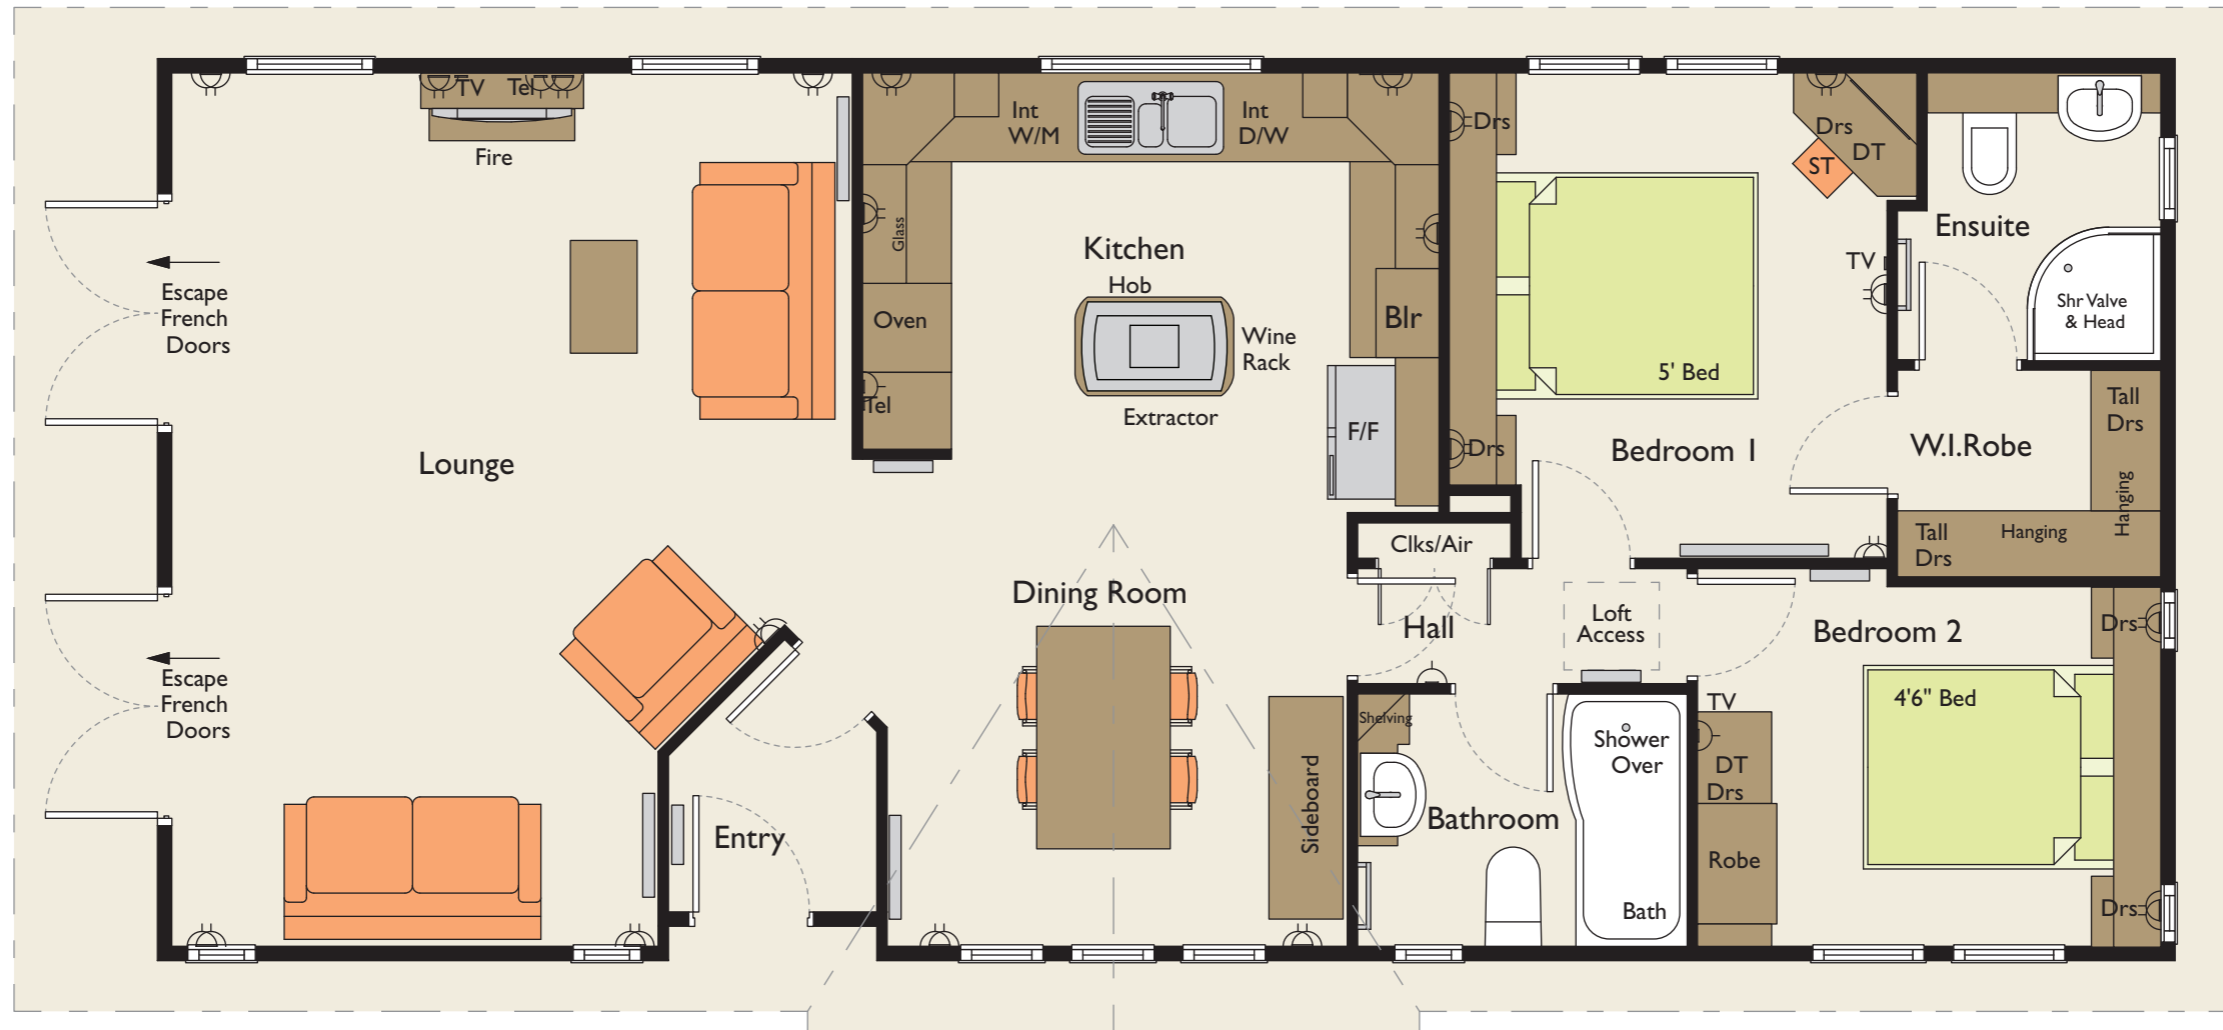 TV
Tel
Fire
Escape
French
Doors
Lounge
Escape
French
Doors
Entry
Int
W/M
Int
D/W
Glass
Oven
Tel
Kitchen
Hob
Wine
Rack
Extractor
Blr
F/F
Dining Room
Sideboard
Drs
Drs
5' Bed
Bedroom 1
Drs
DT
ST
TV
Ensuite
Shr Valve
& Head
W.I.Robe
Tall
Drs
Hanging
Tall
Drs
Hanging
Clks/Air
Hall
Loft
Access
Shelving
Bathroom
Shower
Over
Bath
Bedroom 2
TV
DT
Drs
Robe
4'6" Bed
Drs
Drs